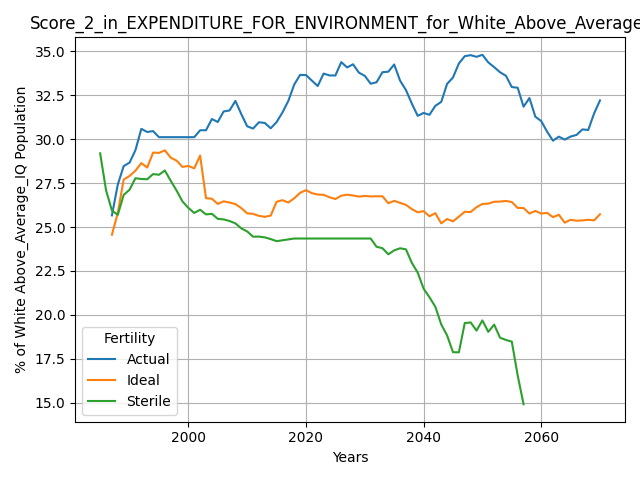 Score_2_in_EXPENDITURE_FOR_ENVIRONMENT_for_White_Above_Average
35.0
32.5
30.0
27.5
25.0
22.5
20.0
17.5
15.0
% of White Above_Average_IQ Population
Fertility
Actual
Ideal
Sterile
2000 2020 2040 2060
Years